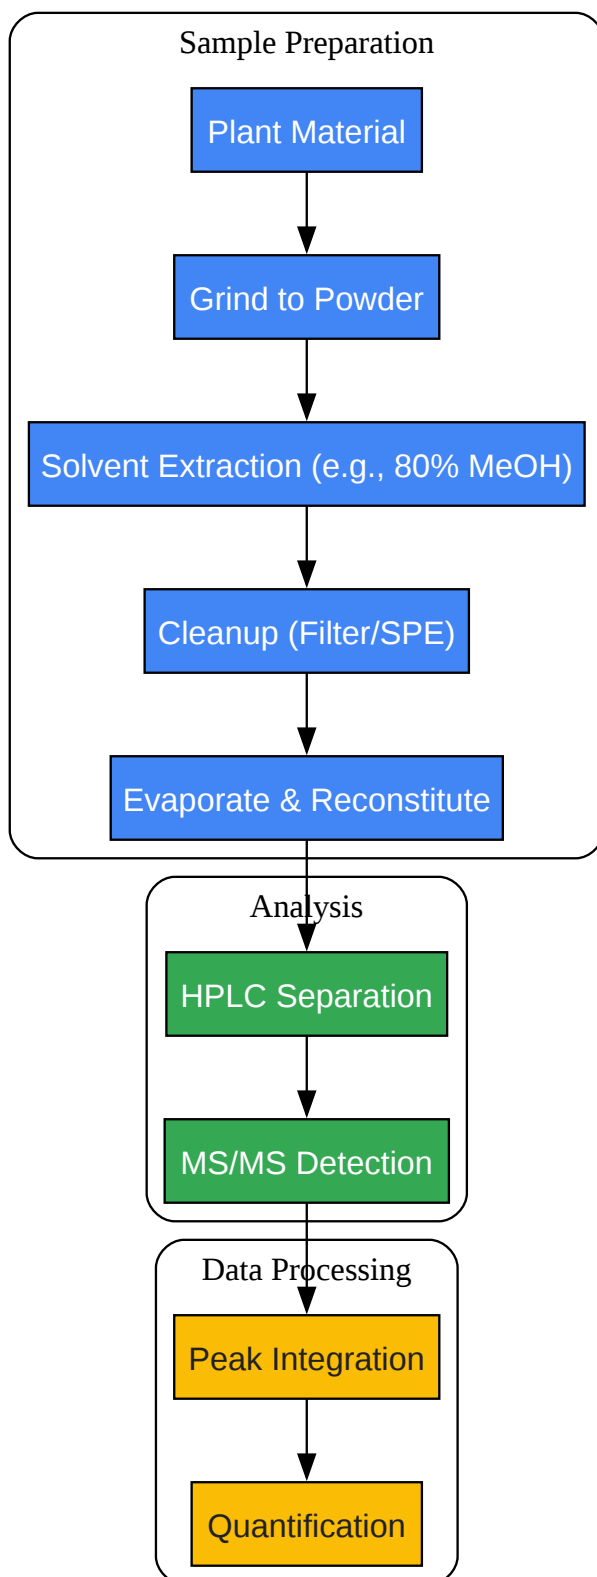 Sample Preparation
Plant Material
Grind to Powder
Solvent Extraction (e.g., 80% MeOH)
Cleanup (Filter/SPE)
Evaporate & Reconstitute
Analysis
HPLC Separation
MS/MS Detection
Data Processing
Peak Integration
Quantification